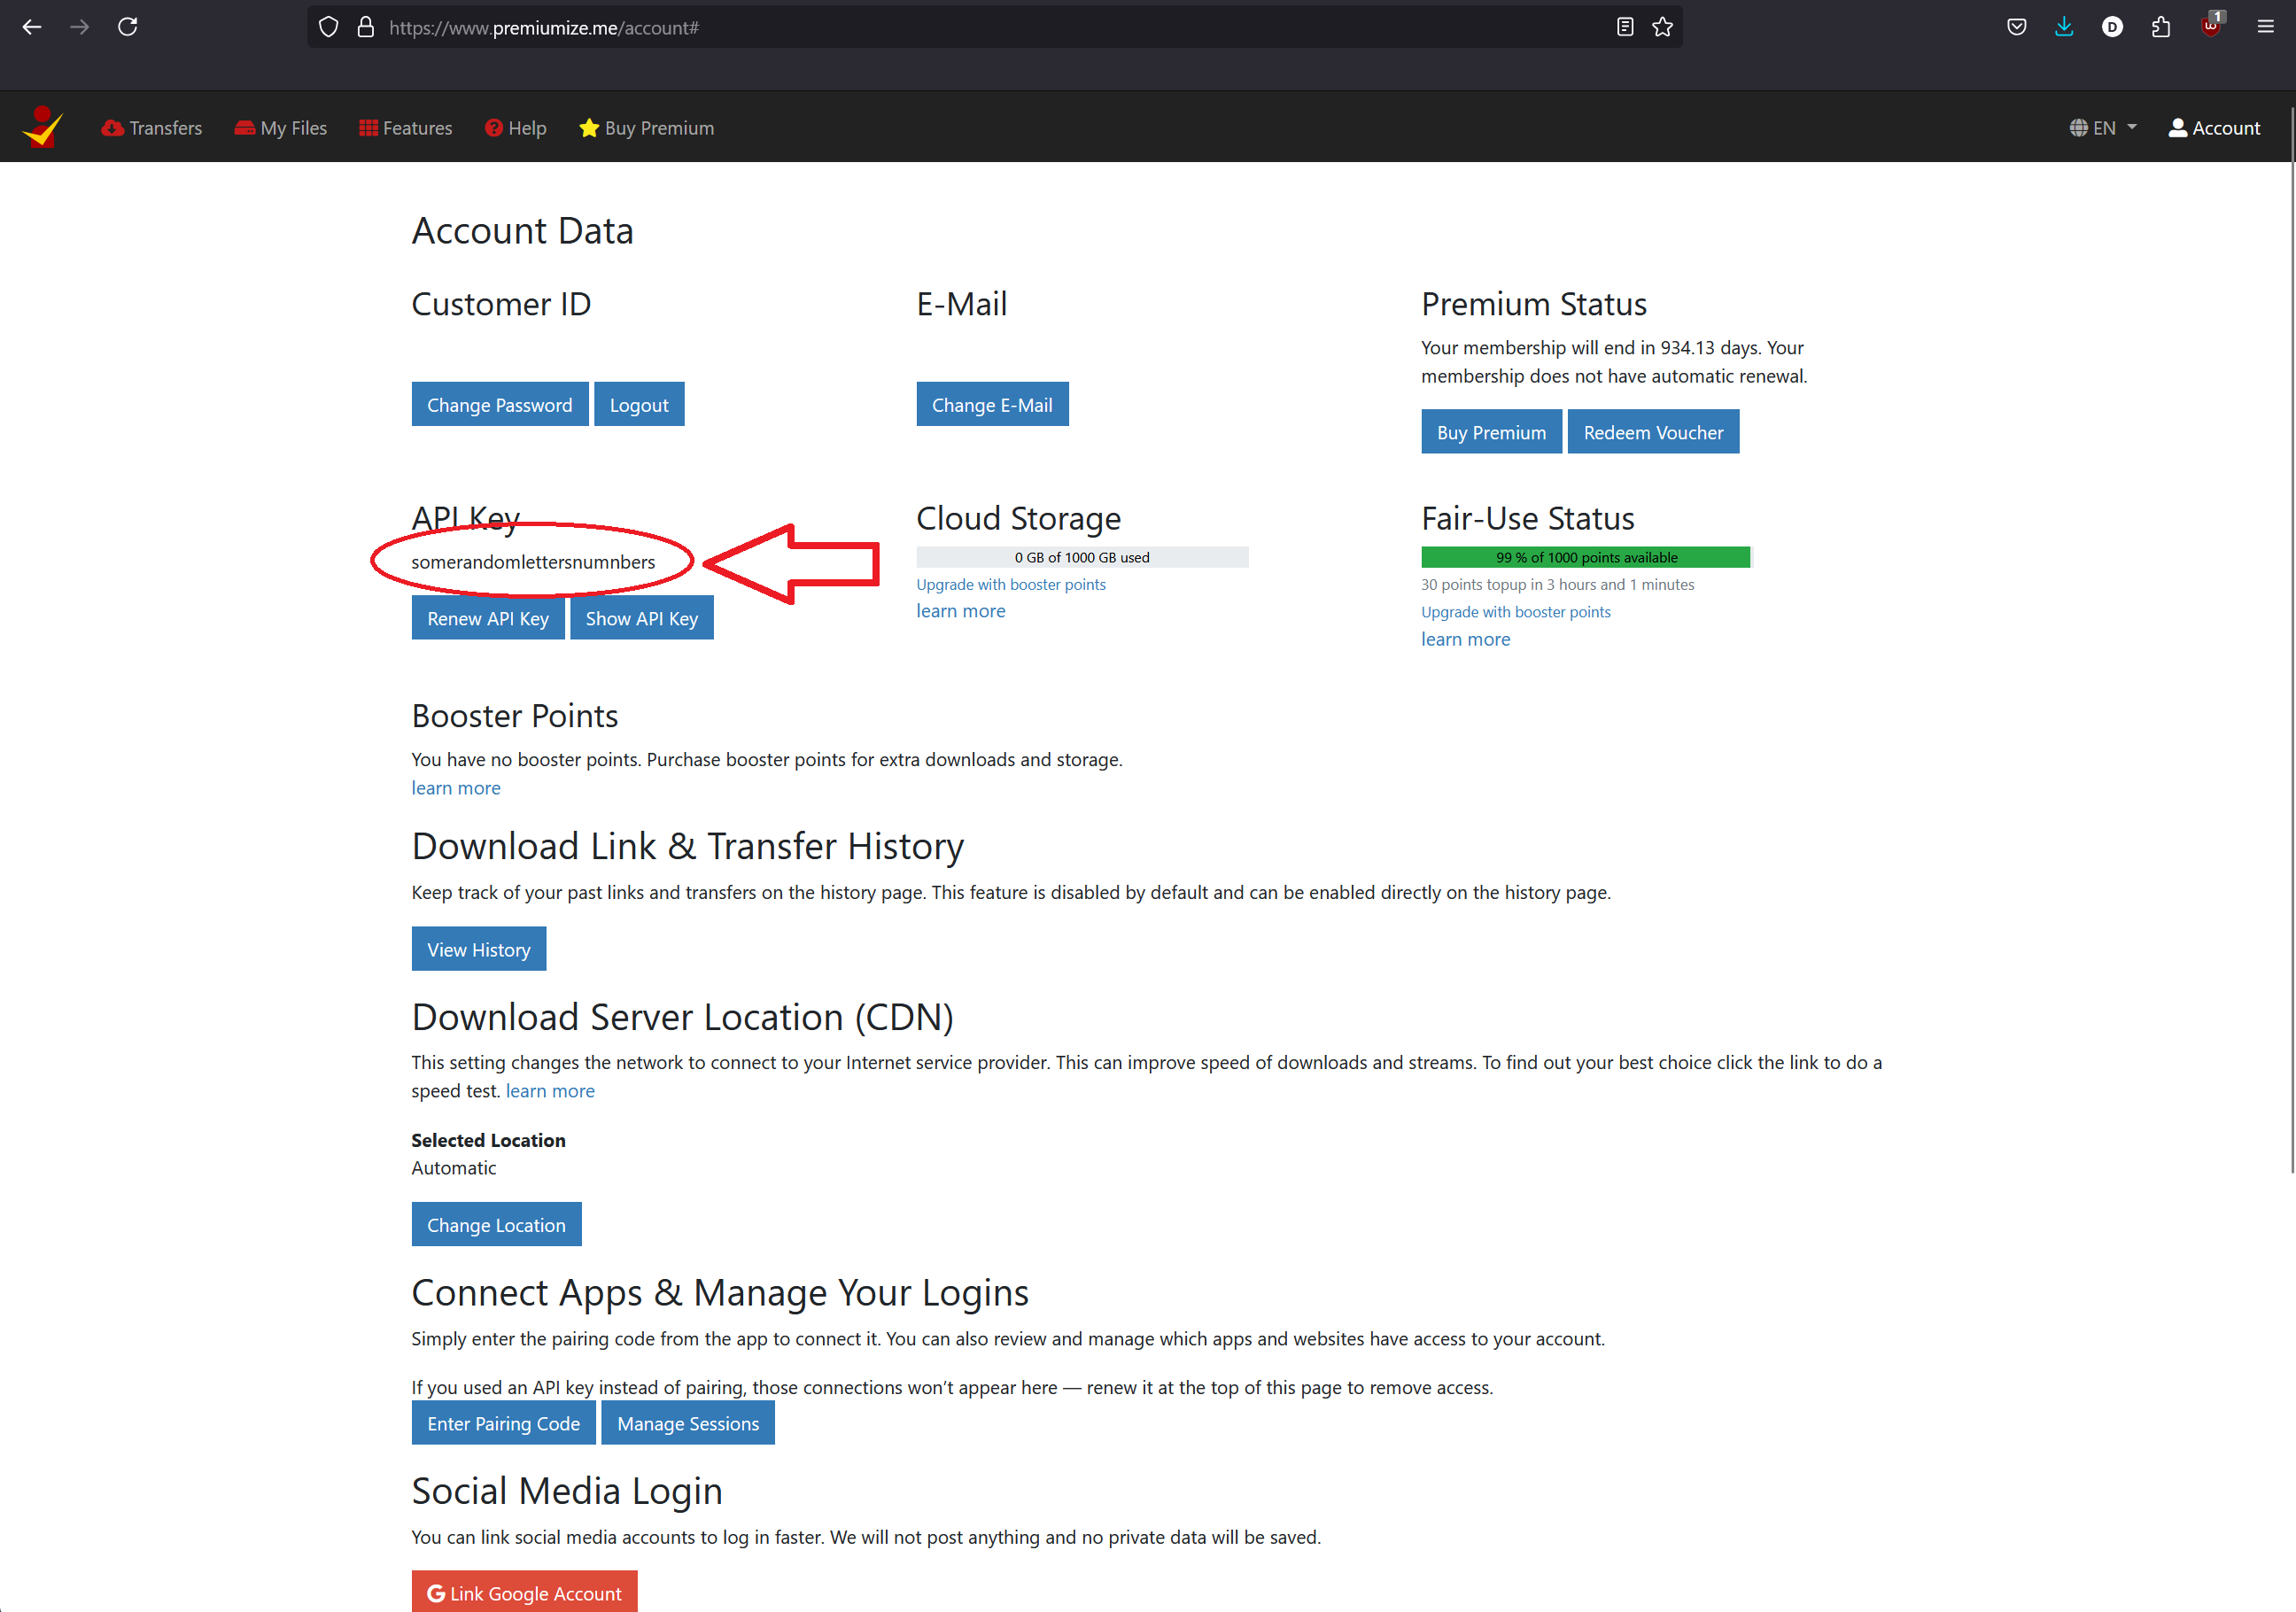 https://www.premiumize.me/account#
1
Transfers
My Files
Features
Help
Buy Premium
EN
Account
Account Data
Customer ID
Change Password
Logout
E-Mail
Change E-Mail
Premium Status
Your membership will end in 934.13 days. Your
membership does not have automatic renewal.
Buy Premium
Redeem Voucher
API Key
somerandomlettersnumnbers
Renew API Key
Show API Key
Cloud Storage
0 GB of 1000 GB used
Upgrade with booster points
learn more
Fair-Use Status
99 % of 1000 points available
30 points topup in 3 hours and 1 minutes
Upgrade with booster points
learn more
Booster Points
You have no booster points. Purchase booster points for extra downloads and storage.
learn more
Download Link & Transfer History
Keep track of your past links and transfers on the history page. This feature is disabled by default and can be enabled directly on the history page.
View History
Download Server Location (CDN)
This setting changes the network to connect to your Internet service provider. This can improve speed of downloads and streams. To find out your best choice click the link to do a
speed test. learn more
Selected Location
Automatic
Change Location
Connect Apps & Manage Your Logins
Simply enter the pairing code from the app to connect it. You can also review and manage which apps and websites have access to your account.
If you used an API key instead of pairing, those connections won’t appear here — renew it at the top of this page to remove access.
Enter Pairing Code
Manage Sessions
Social Media Login
You can link social media accounts to log in faster. We will not post anything and no private data will be saved.
G Link Google Account